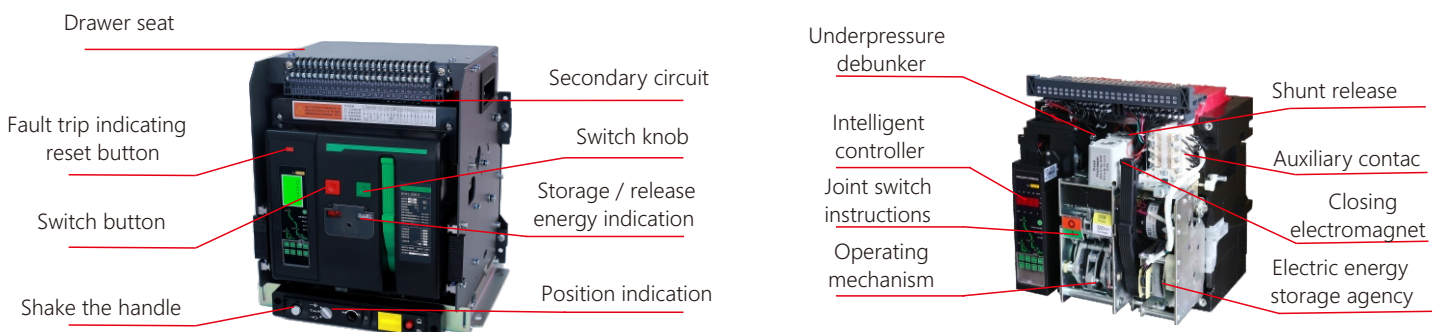 Drawer seat
Secondary circuit
Fault trip indicating
reset button
Switch knob
Storage / release
energy indication
Switch button
Shake the handle
Position indication
Underpressure
debunker
Shunt release
Intelligent
controller
Auxiliary contac
Joint switch
instructions
Closing
electromagnet
Operating
mechanism
Electric energy
storage agency